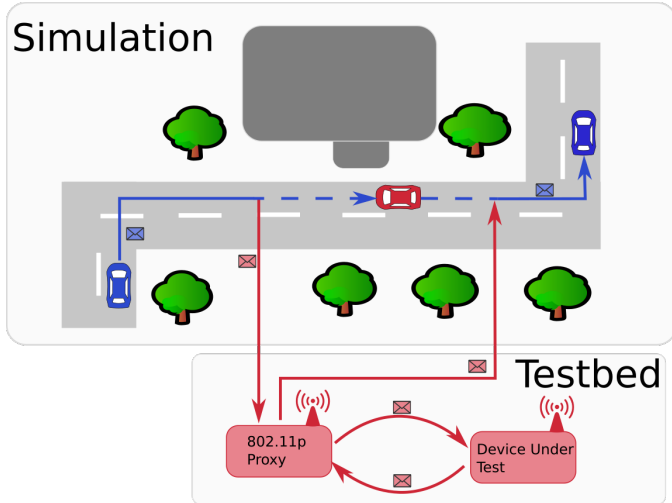 Simulation
Testbed
802.11p
Proxy
Device Under
Test